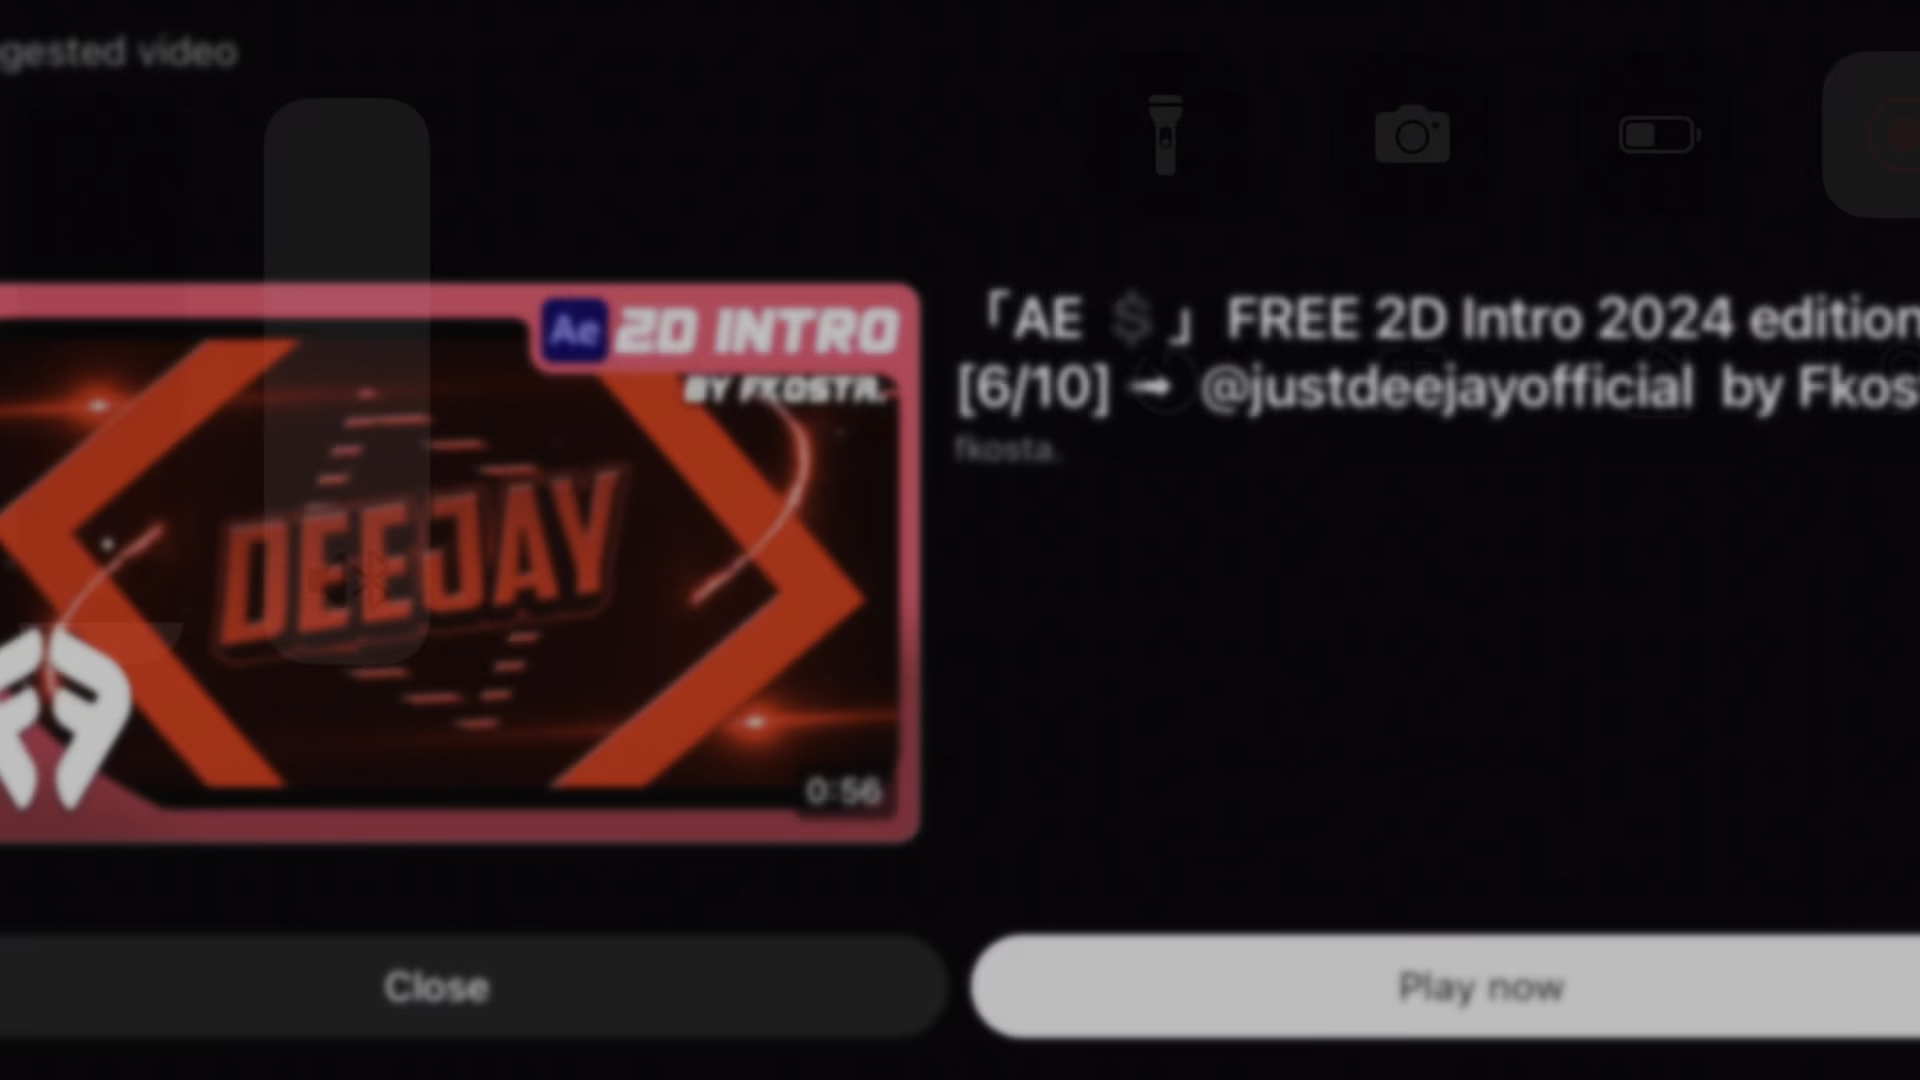 gested video
Ae 2D INTRO
BY FKOSTA.
DEEJAY
0:56
「AE $」 FREE 2D Intro 2024 edition
[6/10] ➞ @justdeejayofficial by Fkos
fkosta.
Close
Play now